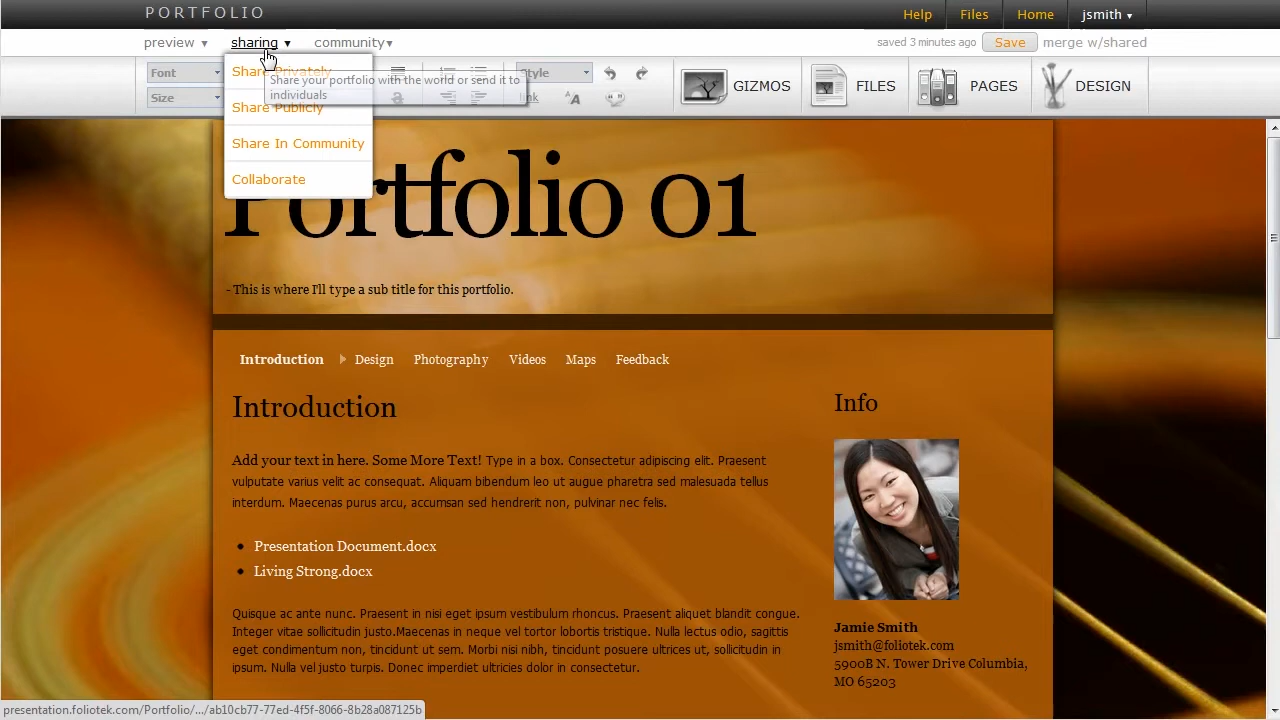 PORTFOLIO
Help Files Home jsmith ▾
preview ▾ sharing ▾ community▾
saved 3 minutes ago Save merge w/shared
Font Style
Size link
GIZMOS FILES PAGES DESIGN
Share Privately
Share your portfolio with the world or send it to
individuals
Share Publicly
Share In Community
Collaborate
Portfolio 01
- This is where I'll type a sub title for this portfolio.
Introduction Design Photography Videos Maps Feedback
Introduction
Add your text in here. Some More Text! Type in a box. Consectetur adipiscing elit. Praesent
vulputate varius velit ac consequat. Aliquam bibendum leo ut augue pharetra sed malesuada tellus
interdum. Maecenas purus arcu, accumsan sed hendrerit non, pulvinar nec felis.
• Presentation Document.docx
• Living Strong.docx
Quisque ac ante nunc. Praesent in nisi eget ipsum vestibulum rhoncus. Praesent aliquet blandit congue.
Integer vitae sollicitudin justo.Maecenas in neque vel tortor lobortis tristique. Nulla lectus odio, sagittis
eget condimentum non, tincidunt ut sem. Morbi nisi nibh, tincidunt posuere ultrices ut, sollicitudin in
ipsum. Nulla vel justo turpis. Donec imperdiet ultricies dolor in consectetur.
Info
Jamie Smith
jsmith@foliotek.com
5900B N. Tower Drive Columbia,
MO 65203
presentation.foliotek.com/Portfolio/.../ab10cb77-77ed-4f5f-8066-8b28a087125b